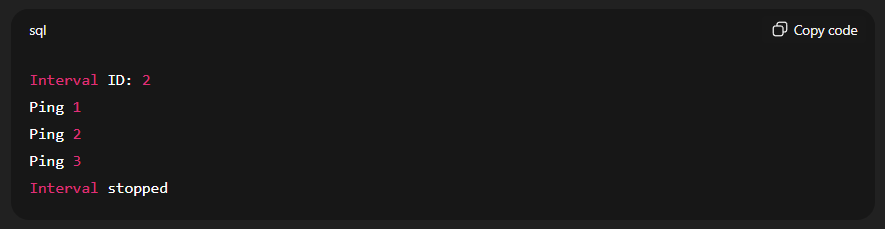 sql
Copy code
Interval ID: 2
Ping 1
Ping 2
Ping 3
Interval stopped